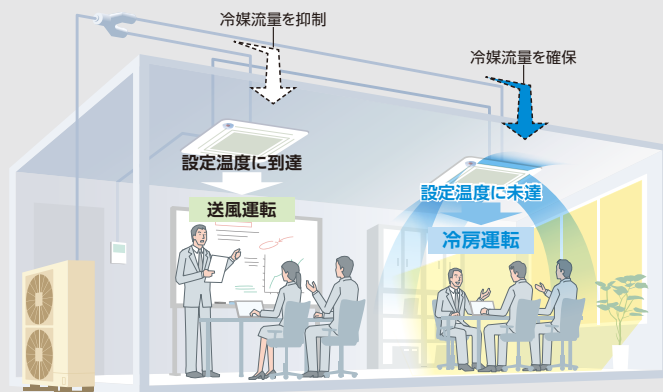 冷媒流量を抑制
冷媒流量を確保
設定温度に到達
送風運転
設定温度に未達
冷房運転